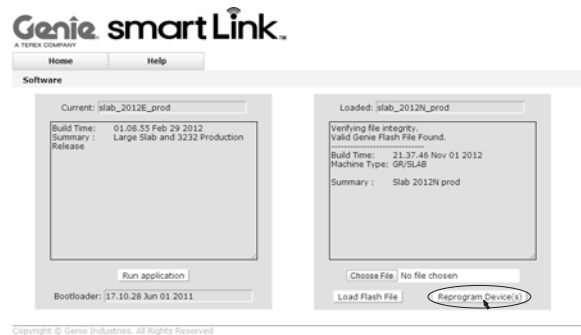 Genie. smartLink™
A TEREX COMPANY
Home Help
Software
Current: slab_2012E_prod
Build Time: 01.08.55 Feb 29 2012
Summary : Large Slab and 3232 Production
Release
Run application
Bootloader: 17.10.28 Jun 01 2011
Loaded: slab_2012N_prod
Verifying file integrity.
Valid Genie Flash File Found.
------------------------
Build Time: 21.37.46 Nov 01 2012
Machine Type: GR/SLAB
Summary : Slab 2012N prod
Choose File No file chosen
Load Flash File Reprogram Device(s)
Copyright © Genie Industries. All Rights Reserved